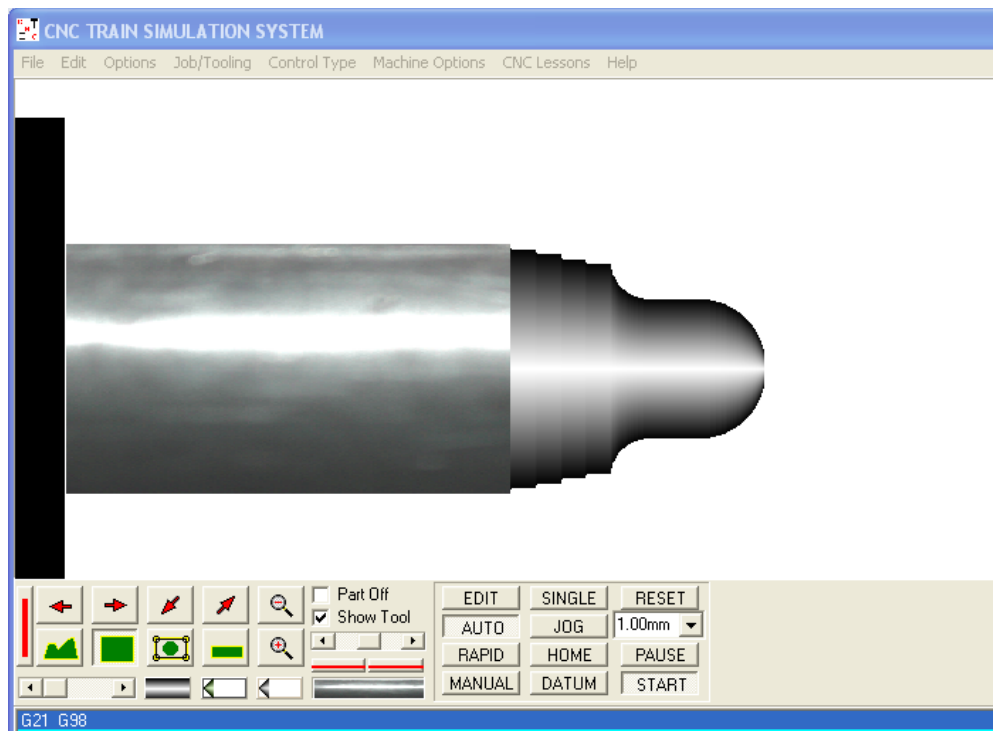 CNC TRAIN SIMULATION SYSTEM
File Edit Options Job/Tooling Control Type Machine Options CNC Lessons Help
Part Off
Show Tool
EDIT SINGLE RESET
AUTO JOG 1.00mm
RAPID HOME PAUSE
MANUAL DATUM START
G21 G98